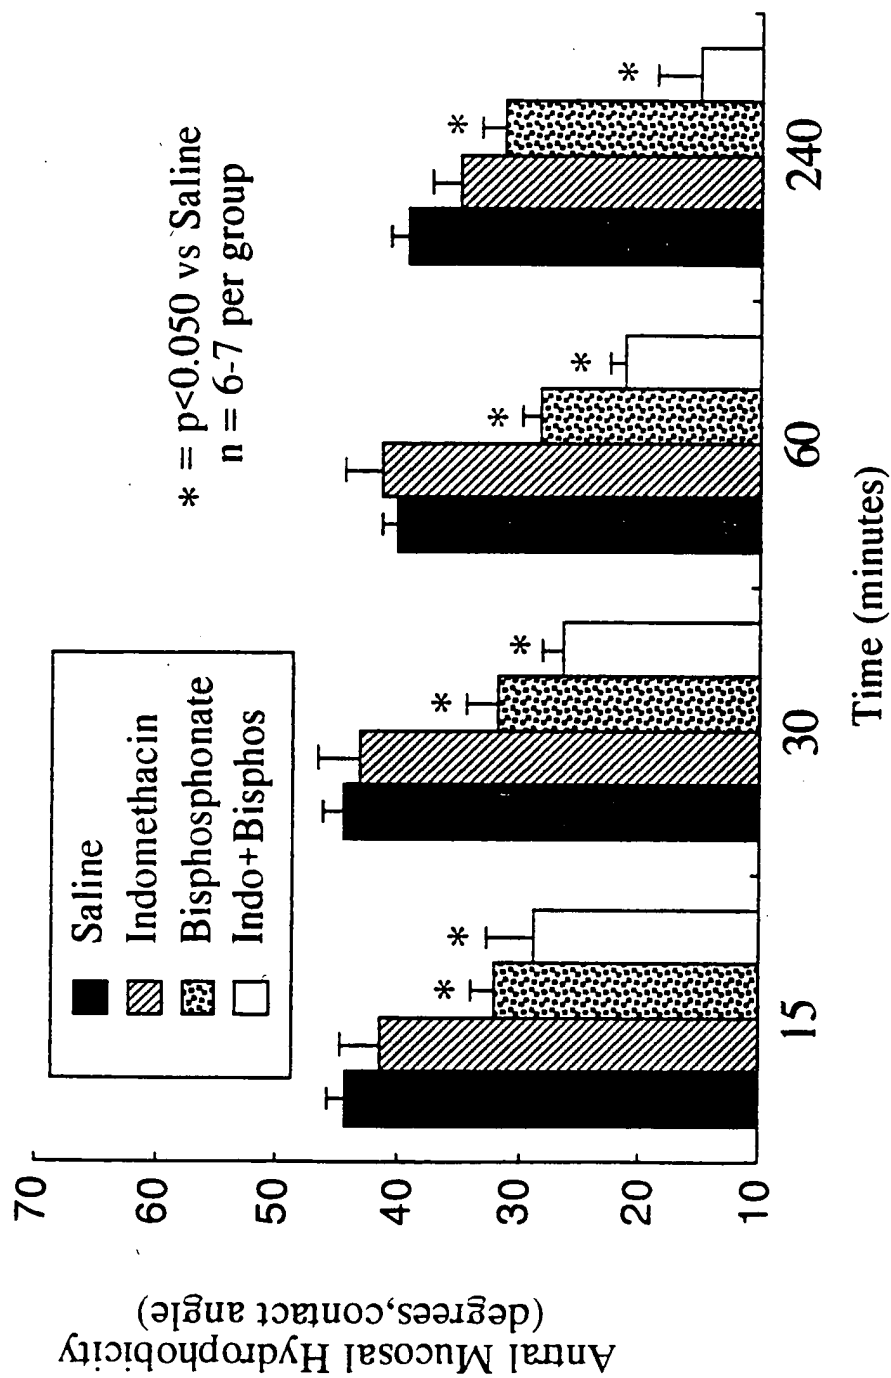 Saline
Indomethacin
Bisphosphonate
Indo+Bisphos
* = p<0.050 vs Saline
n = 6-7 per group
Antral Mucosal Hydrophobicity
(degrees,contact angle)
70
60
50
40
30
20
10
*
*
*
*
*
*
*
*
15
30
60
240
Time (minutes)